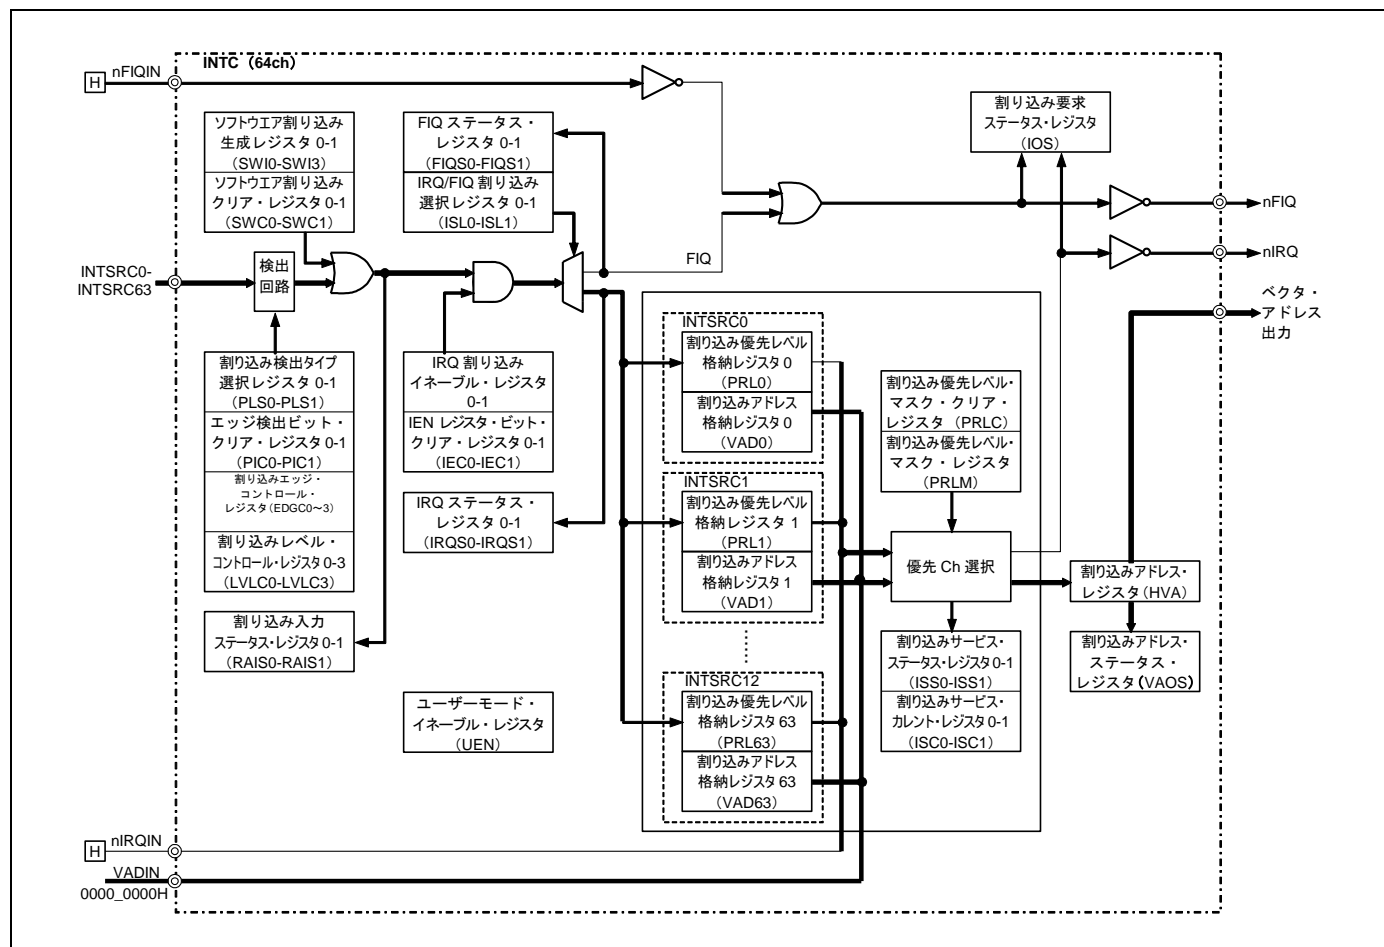 INTC（64ch）
H
nFIQIN
ソフトウエア割り込み
生成レジスタ 0-1
(SWI0-SWI3)
ソフトウエア割り込み
クリア・レジスタ 0-1
(SWC0-SWC1)
FIQ ステータス・
レジスタ 0-1
(FIQS0-FIQS1)
IRQ/FIQ 割り込み
選択レジスタ 0-1
(ISL0-ISL1)
割り込み要求
ステータス・レジスタ
(IOS)
nFIQ
nIRQ
FIQ
INTSRC0-
INTSRC63
検出
回路
ベクタ・
アドレス
出力
割り込み検出タイプ
選択レジスタ 0-1
(PLS0-PLS1)
エッジ検出ビット・
クリア・レジスタ 0-1
(PIC0-PIC1)
割り込みエッジ・
コントロール・
レジスタ（EDGC0～3）
割り込みレベル・
コントロール・レジスタ 0-3
(LVLC0-LVLC3)
割り込み入力
ステータス・レジスタ 0-1
(RAIS0-RAIS1)
IRQ 割り込み
イネーブル・レジスタ
0-1
IEN レジスタ・ビット・
クリア・レジスタ 0-1
(IEC0-IEC1)
IRQ ステータス・
レジスタ 0-1
(IRQS0-IRQS1)
ユーザーモード・
イネーブル・レジスタ
(UEN)
INTSRC0
割り込み優先レベル
格納レジスタ 0
(PRL0)
割り込みアドレス
格納レジスタ 0
(VAD0)
INTSRC1
割り込み優先レベル
格納レジスタ 1
(PRL1)
割り込みアドレス
格納レジスタ 1
(VAD1)
INTSRC12
割り込み優先レベル
格納レジスタ 63
(PRL63)
割り込みアドレス
格納レジスタ 63
(VAD63)
割り込み優先レベル・
マスク・クリア・
レジスタ（PRLC）
割り込み優先レベル・
マスク・レジスタ
(PRLM)
優先 Ch 選択
割り込みサービス・
ステータス・レジスタ 0-1
(ISS0-ISS1)
割り込みサービス・
カレント・レジスタ 0-1
(ISC0-ISC1)
割り込みアドレス・
レジスタ（HVA）
割り込みアドレス・
ステータス・
レジスタ（VAOS）
H
nIRQIN
VADIN
0000_0000H